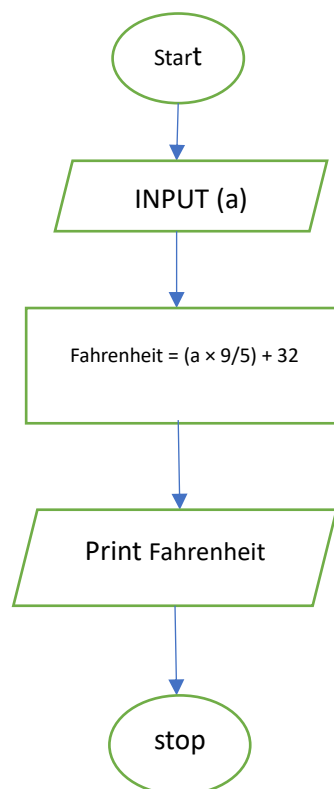 Start
INPUT (a)
Fahrenheit = (a × 9/5) + 32
Print Fahrenheit
stop